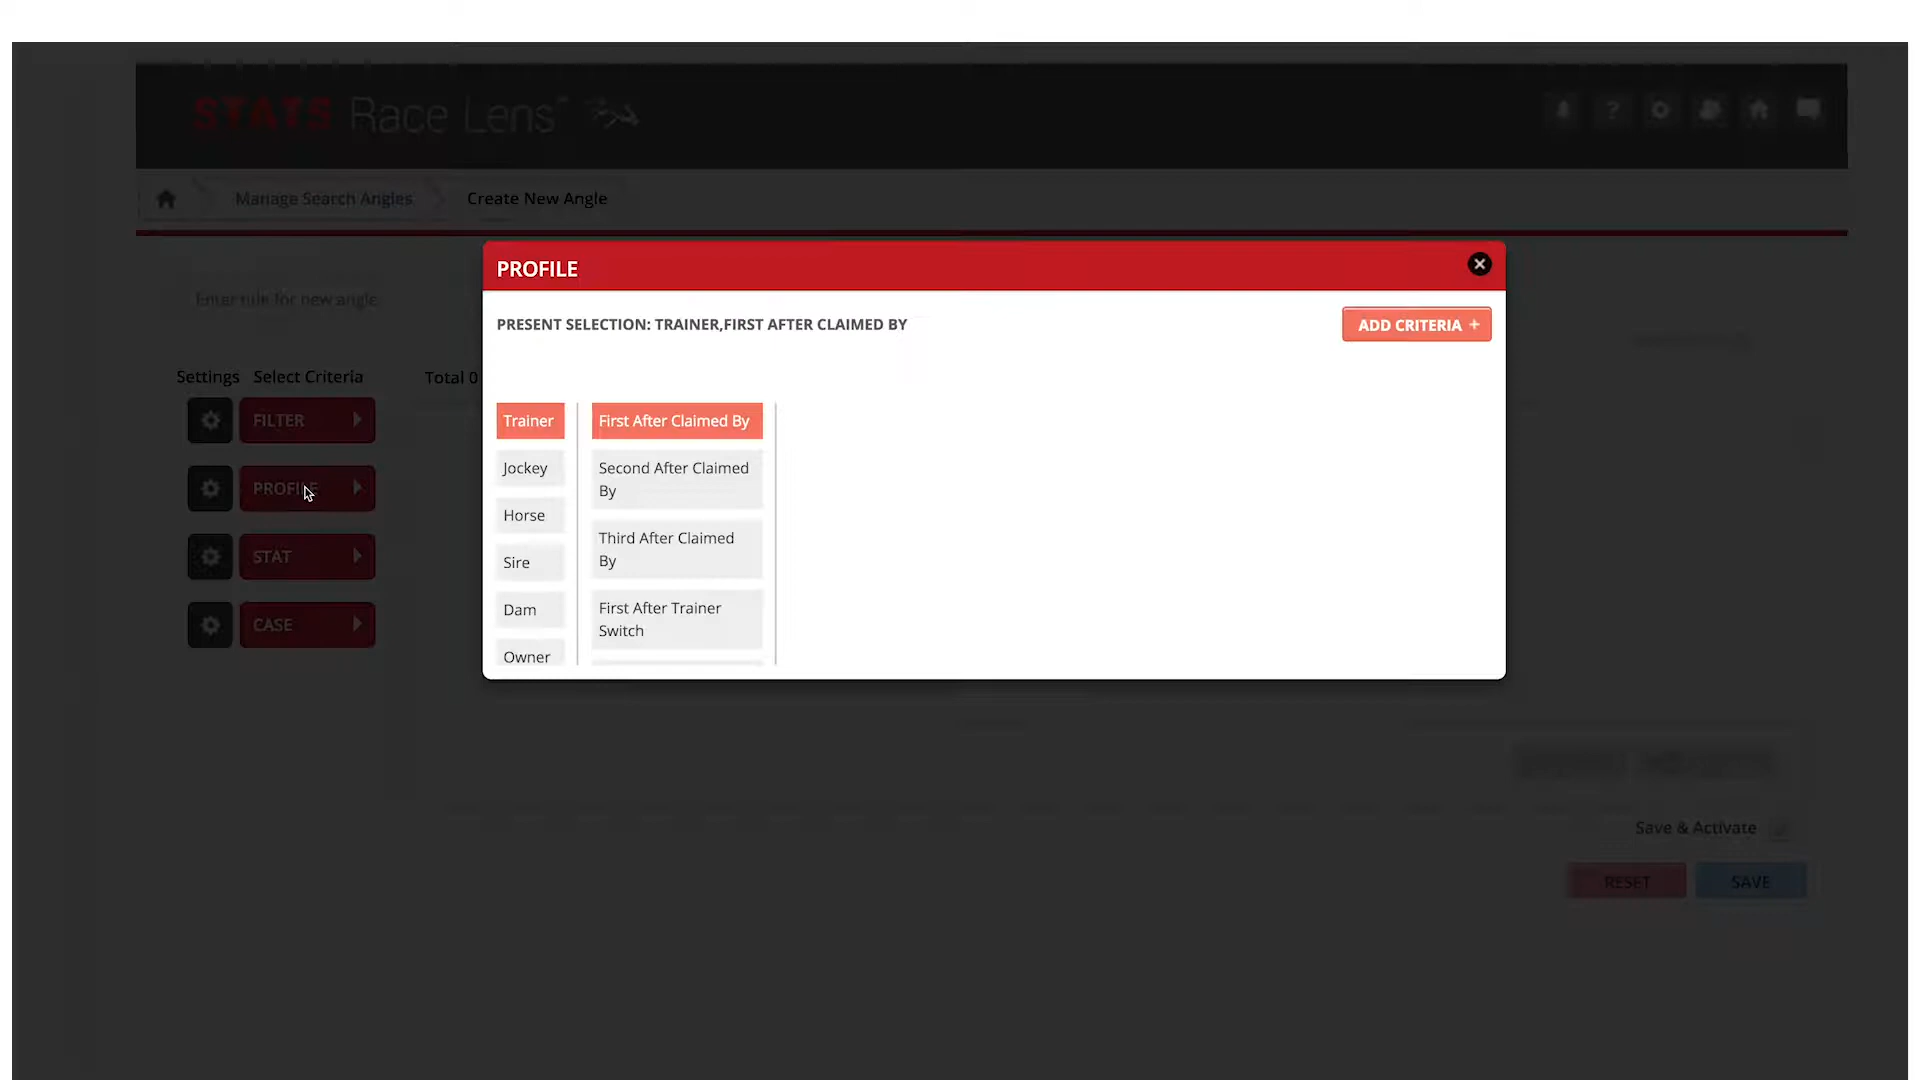 STATS Race Lens™
?
Manage Search Angles
Create New Angle
PROFILE
PRESENT SELECTION: TRAINER,FIRST AFTER CLAIMED BY
ADD CRITERIA +
Enter title for new angle
Settings Select Criteria
Total 0
FILTER
PROFILE
STAT
CASE
Trainer
Jockey
Horse
Sire
Dam
Owner
First After Claimed By
Second After Claimed
By
Third After Claimed
By
First After Trainer
Switch
Save & Activate
RESET
SAVE